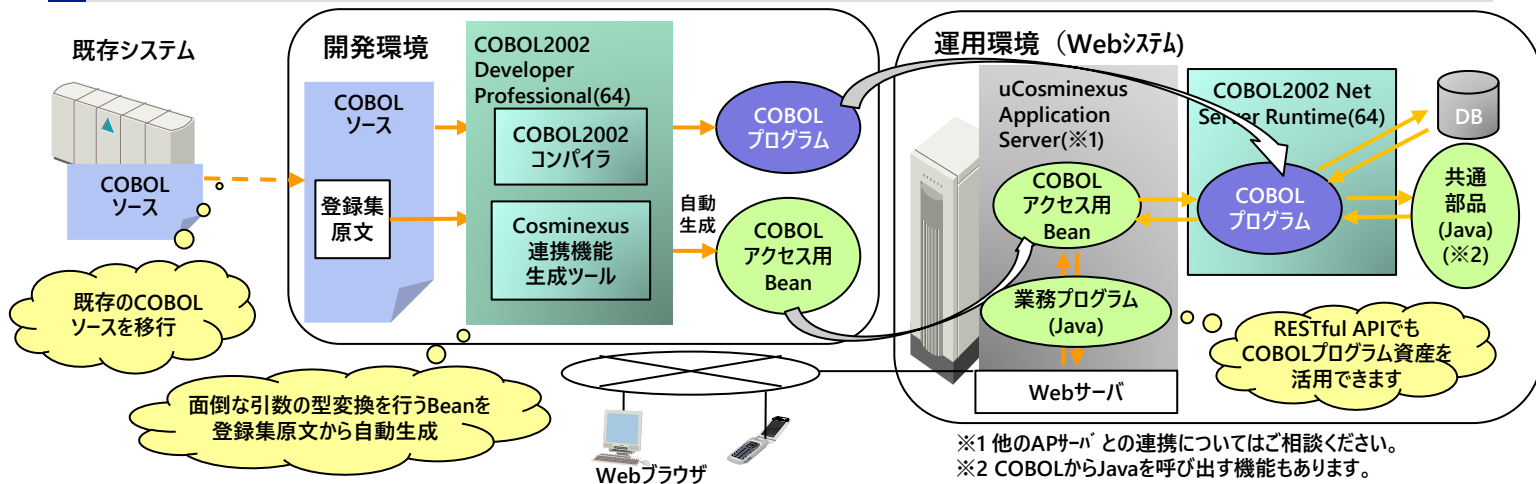 既存システム
COBOL
ソース
既存のCOBOL
ソースを移行
開発環境
COBOL
ソース
登録集
原文
COBOL2002
Developer
Professional(64)
COBOL2002
コンパイラ
Cosminexus
連携機能
生成ツール
自動
生成
COBOL
プログラム
COBOL
アクセス用
Bean
面倒な引数の型変換を行うBeanを
登録集原文から自動生成
Webブラウザ
運用環境（Webｼｽﾃﾑ)
uCosminexus
Application
Server(※1)
COBOL
アクセス用
Bean
業務プログラム
(Java)
Webサーバ
COBOL2002 Net
Server Runtime(64)
COBOL
プログラム
DB
共通
部品
(Java)
(※2)
RESTful APIでも
COBOLプログラム資産を
活用できます
※1 他のAPｻｰﾊﾞとの連携についてはご相談ください。
※2 COBOLからJavaを呼び出す機能もあります。